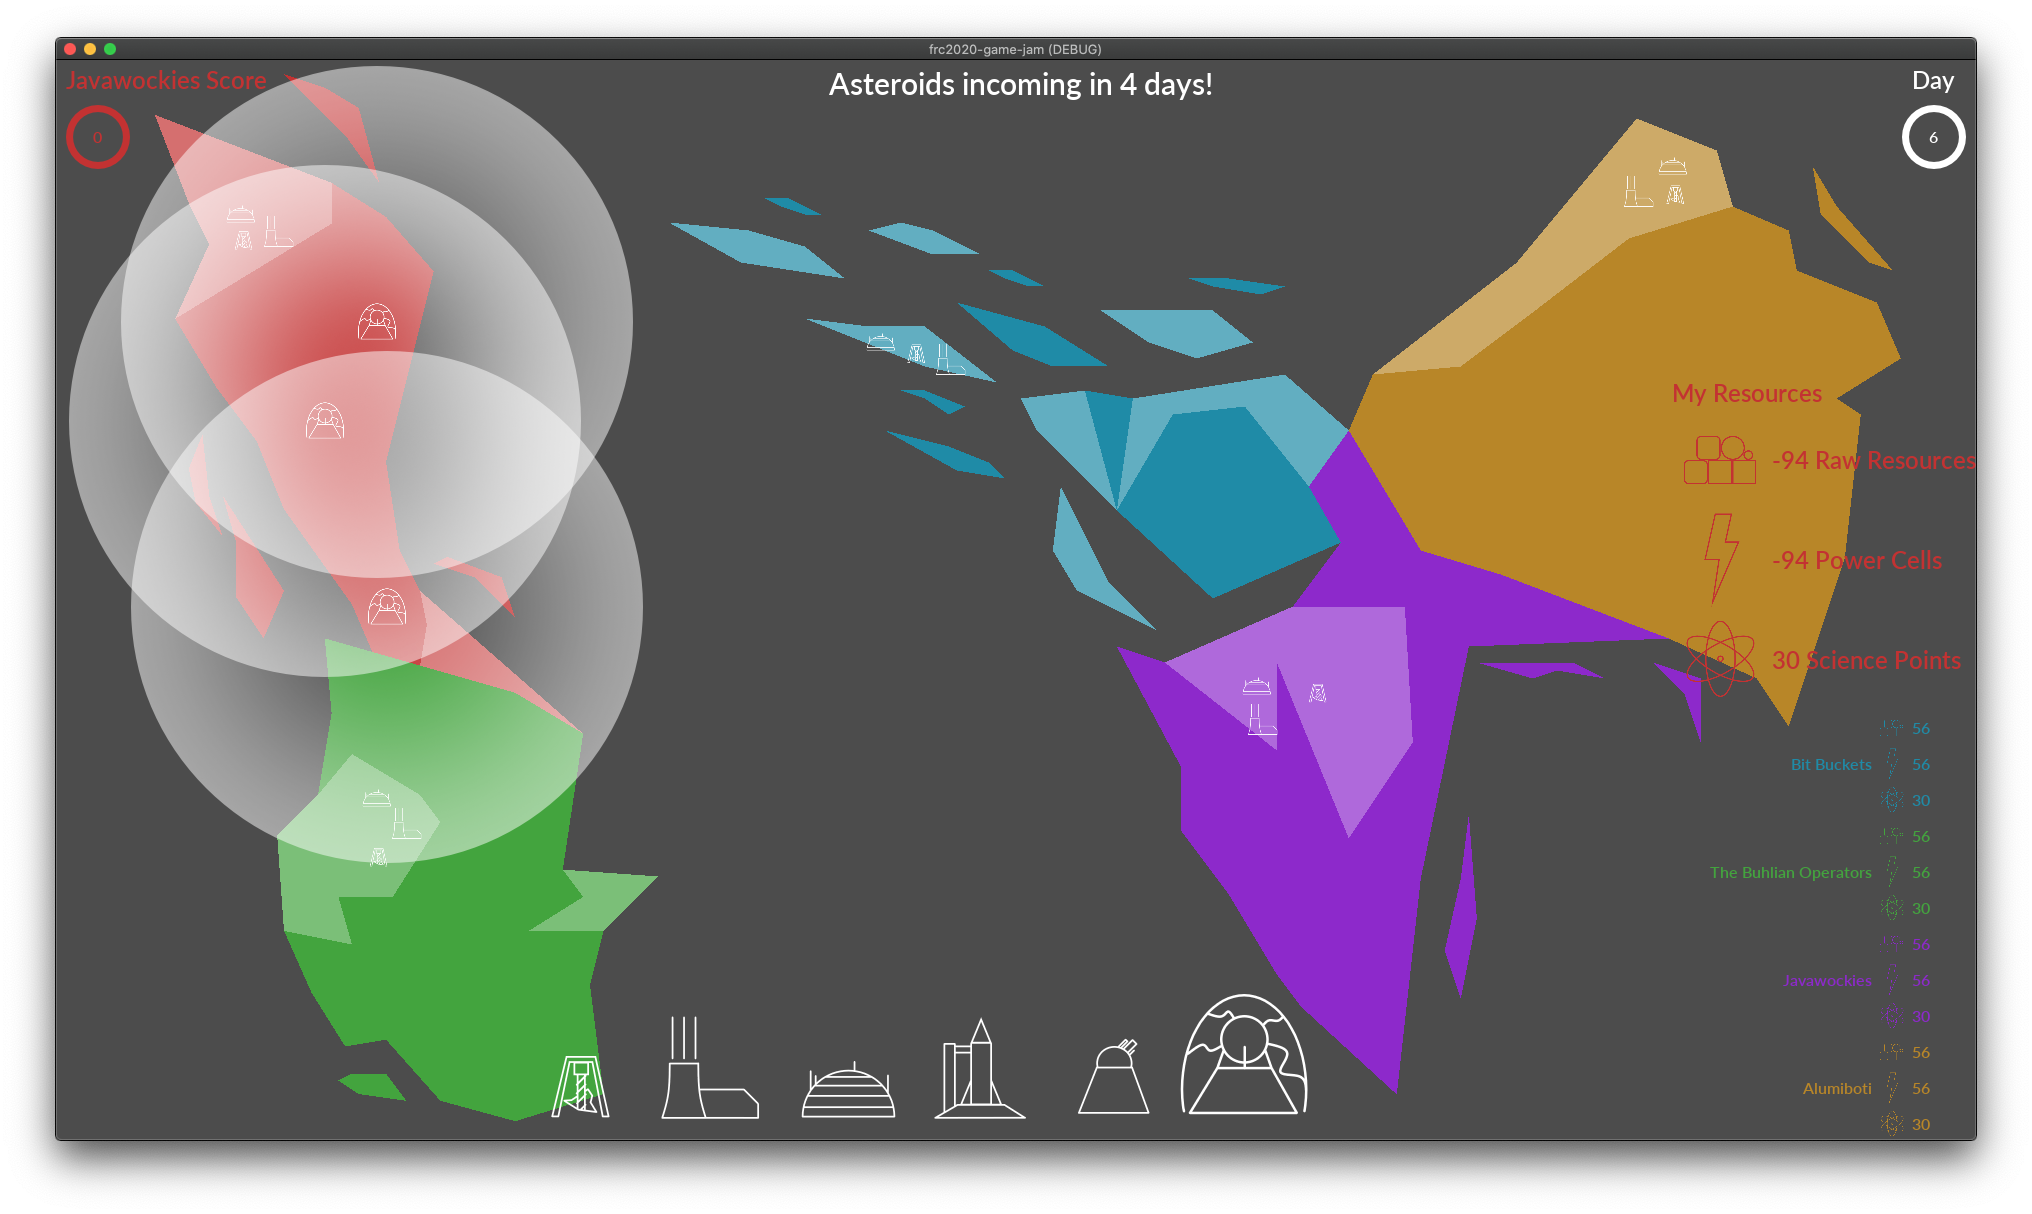 frc2020-game-jam (DEBUG)
Javawockies Score
0
Asteroids incoming in 4 days!
Day
6
My Resources
-94 Raw Resources
-94 Power Cells
30 Science Points
56
Bit Buckets 56
30
56
The Buhlian Operators 56
30
56
Javawockies 56
30
56
Alumiboti 56
30